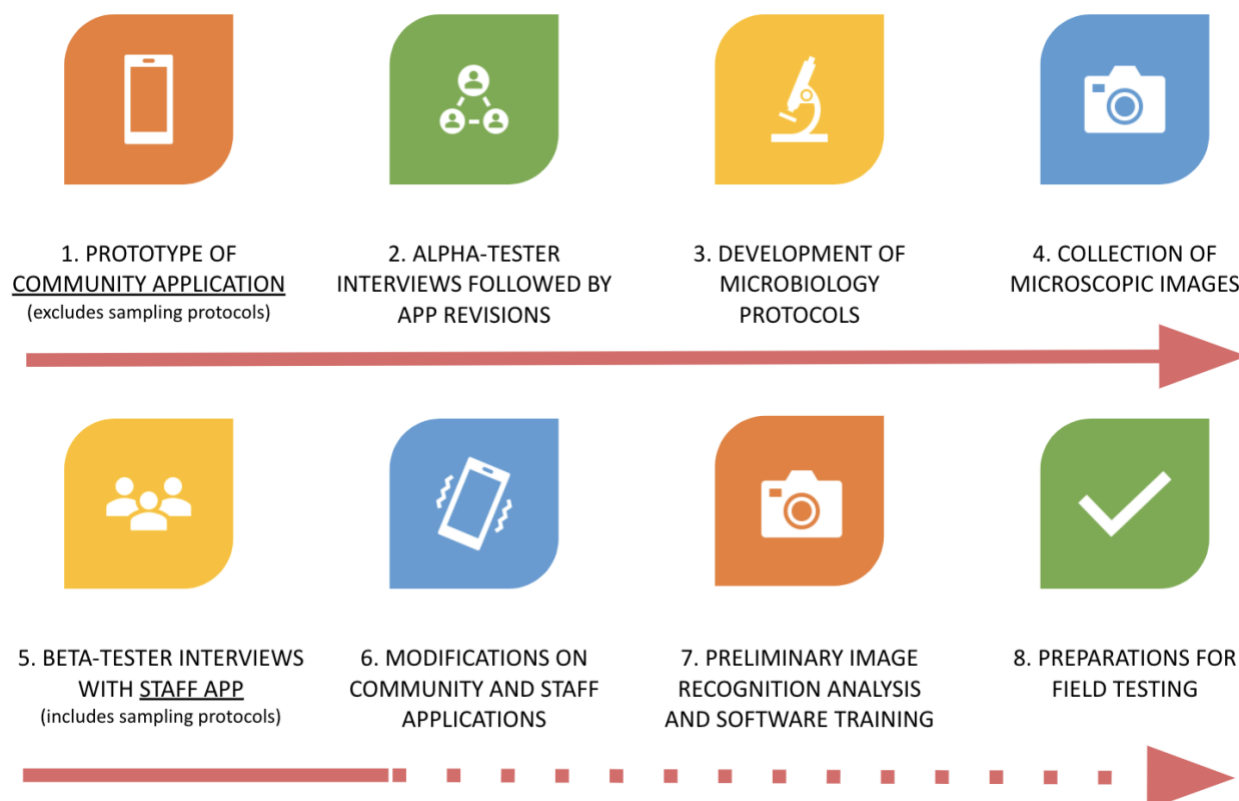 1. PROTOTYPE OF
COMMUNITY APPLICATION
(excludes sampling protocols)
2. ALPHA-TESTER
INTERVIEWS FOLLOWED BY
APP REVISIONS
3. DEVELOPMENT OF
MICROBIOLOGY
PROTOCOLS
4. COLLECTION OF
MICROSCOPIC IMAGES
5. BETA-TESTER INTERVIEWS
WITH STAFF APP
(includes sampling protocols)
6. MODIFICATIONS ON
COMMUNITY AND STAFF
APPLICATIONS
7. PRELIMINARY IMAGE
RECOGNITION ANALYSIS
AND SOFTWARE TRAINING
8. PREPARATIONS FOR
FIELD TESTING